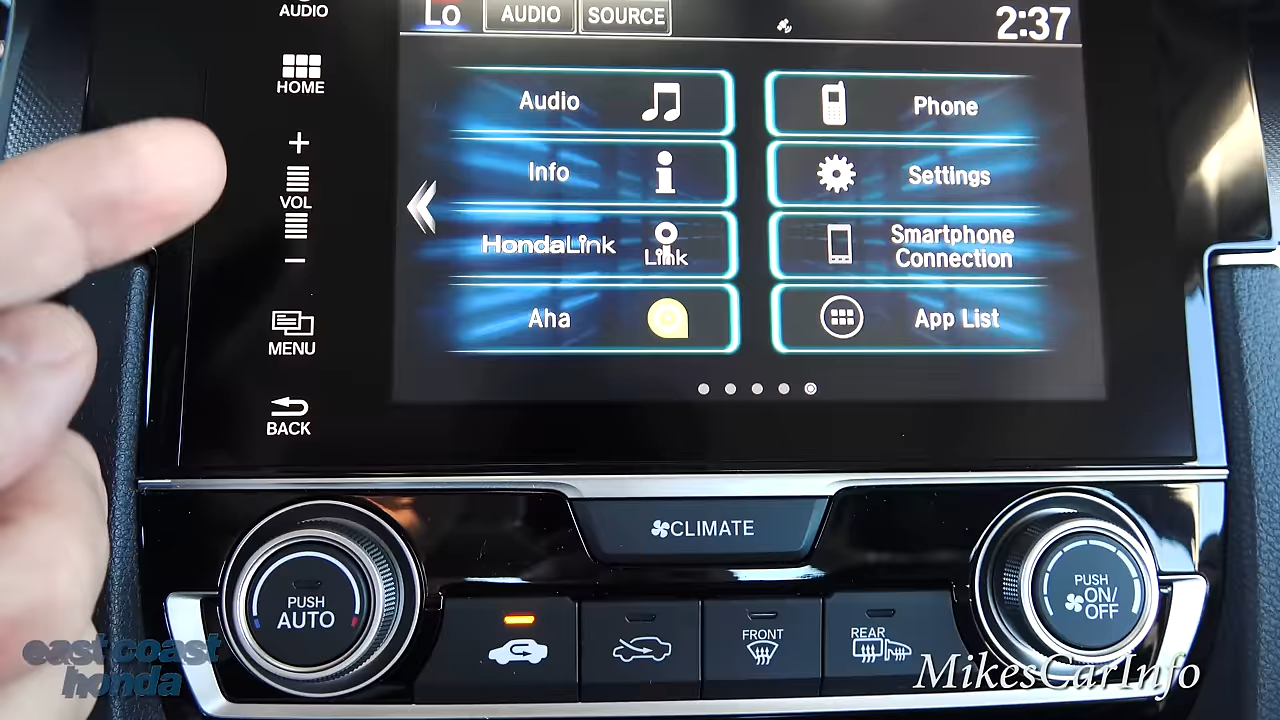 AUDIO
HOME
+
VOL
-
MENU
BACK
Lo
AUDIO
SOURCE
2:37
Audio
Phone
Info
Settings
HondaLink
Link
Smartphone
Connection
Aha
App List
CLIMATE
PUSH
AUTO
FRONT
REAR
PUSH
ON/
OFF
east coast
honda
MikesCarInfo